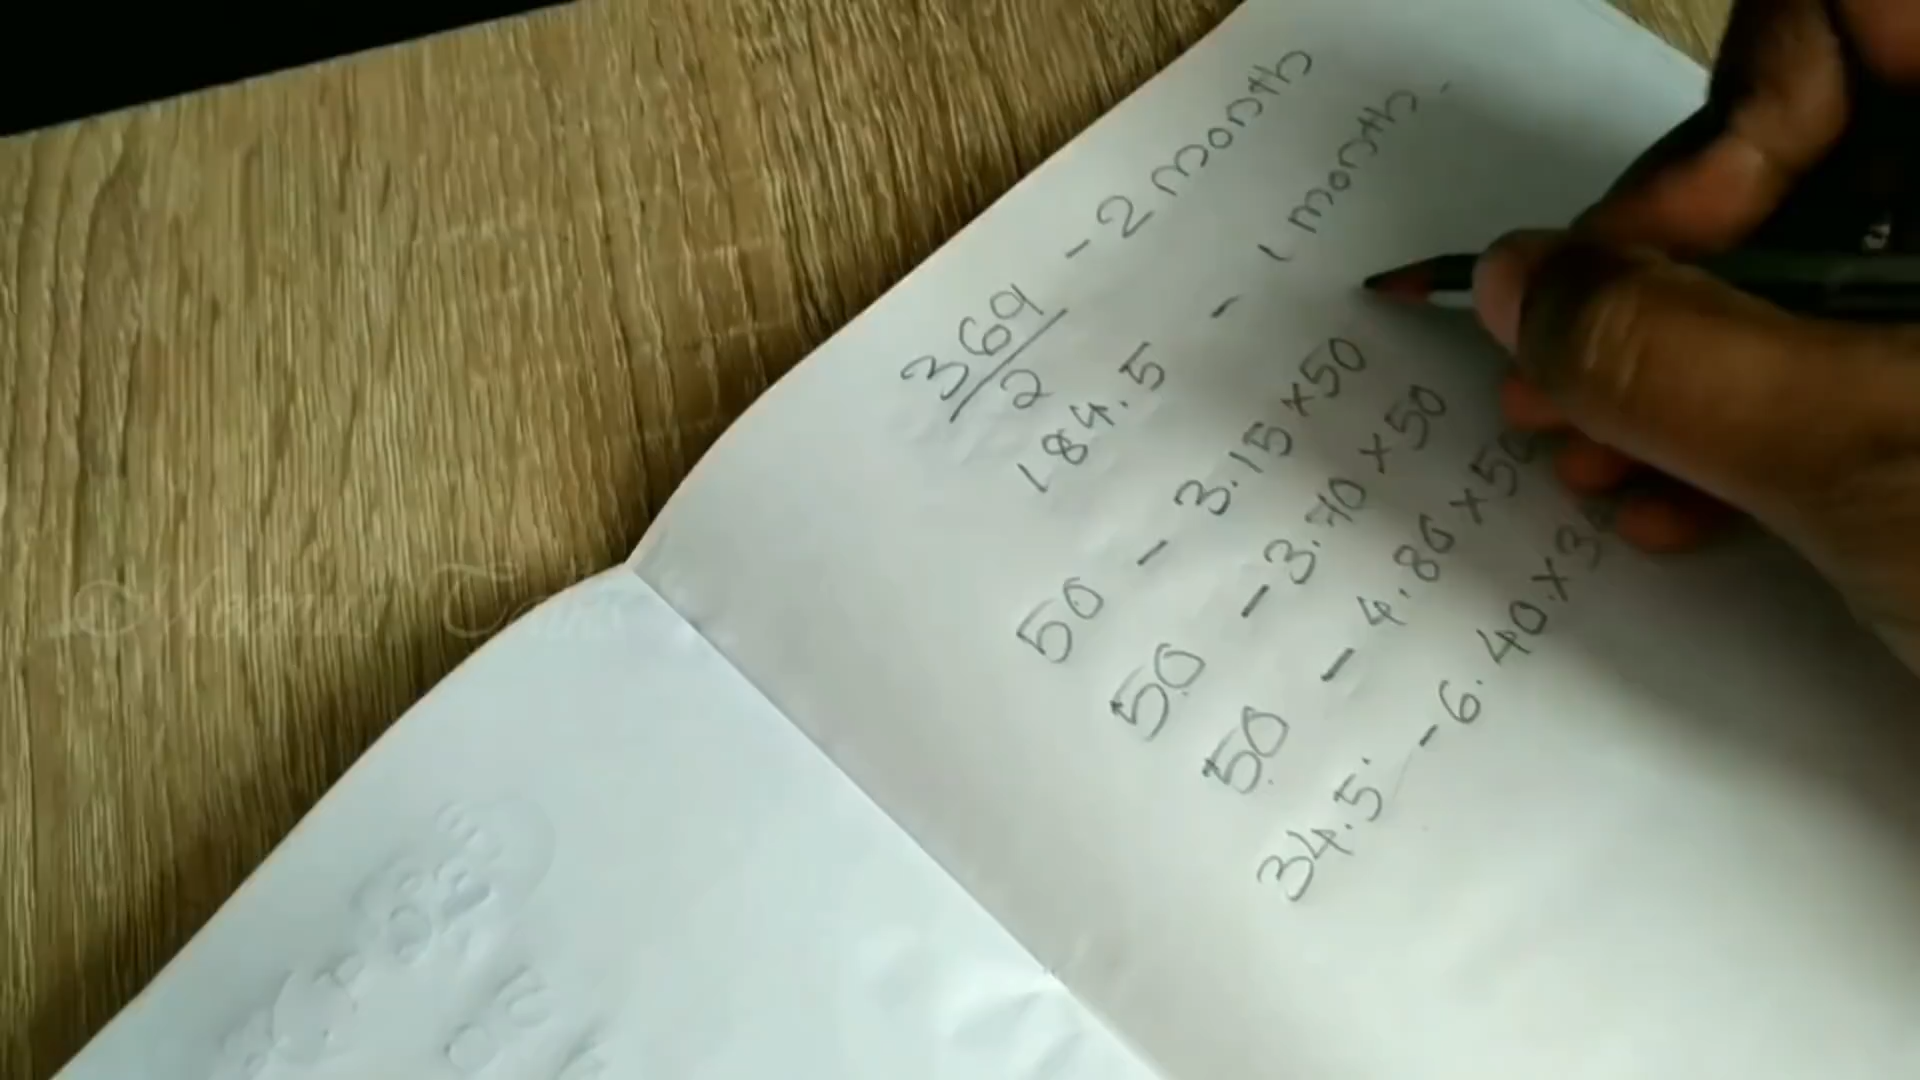 369 - 2 month
2
184.5 - 1 month.
50 - 3.15 x 50
50 - 3.70 x 50
50 - 4.80 x 50
34.5 - 6.40 x 3